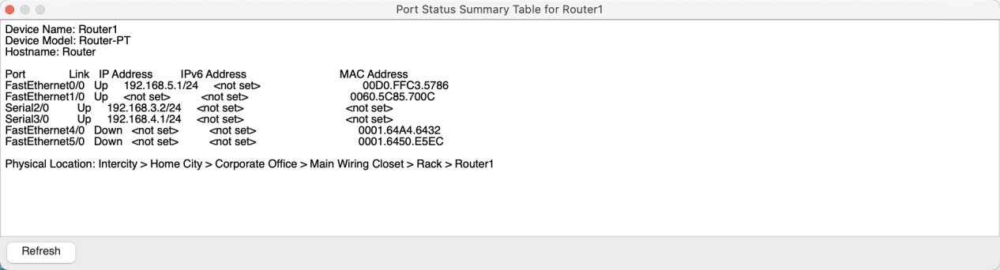 Port Status Summary Table for Router1
Device Name: Router1
Device Model: Router-PT
Hostname: Router
Port Link IP Address IPv6 Address MAC Address
FastEthernet0/0 Up 192.168.5.1/24 <not set> 00D0.FFC3.5786
FastEthernet1/0 Up <not set> <not set> 0060.5C85.700C
Serial2/0 Up 192.168.3.2/24 <not set> <not set>
Serial3/0 Up 192.168.4.1/24 <not set> <not set>
FastEthernet4/0 Down <not set> <not set> 0001.64A4.6432
FastEthernet5/0 Down <not set> <not set> 0001.6450.E5EC
Physical Location: Intercity > Home City > Corporate Office > Main Wiring Closet > Rack > Router1
Refresh